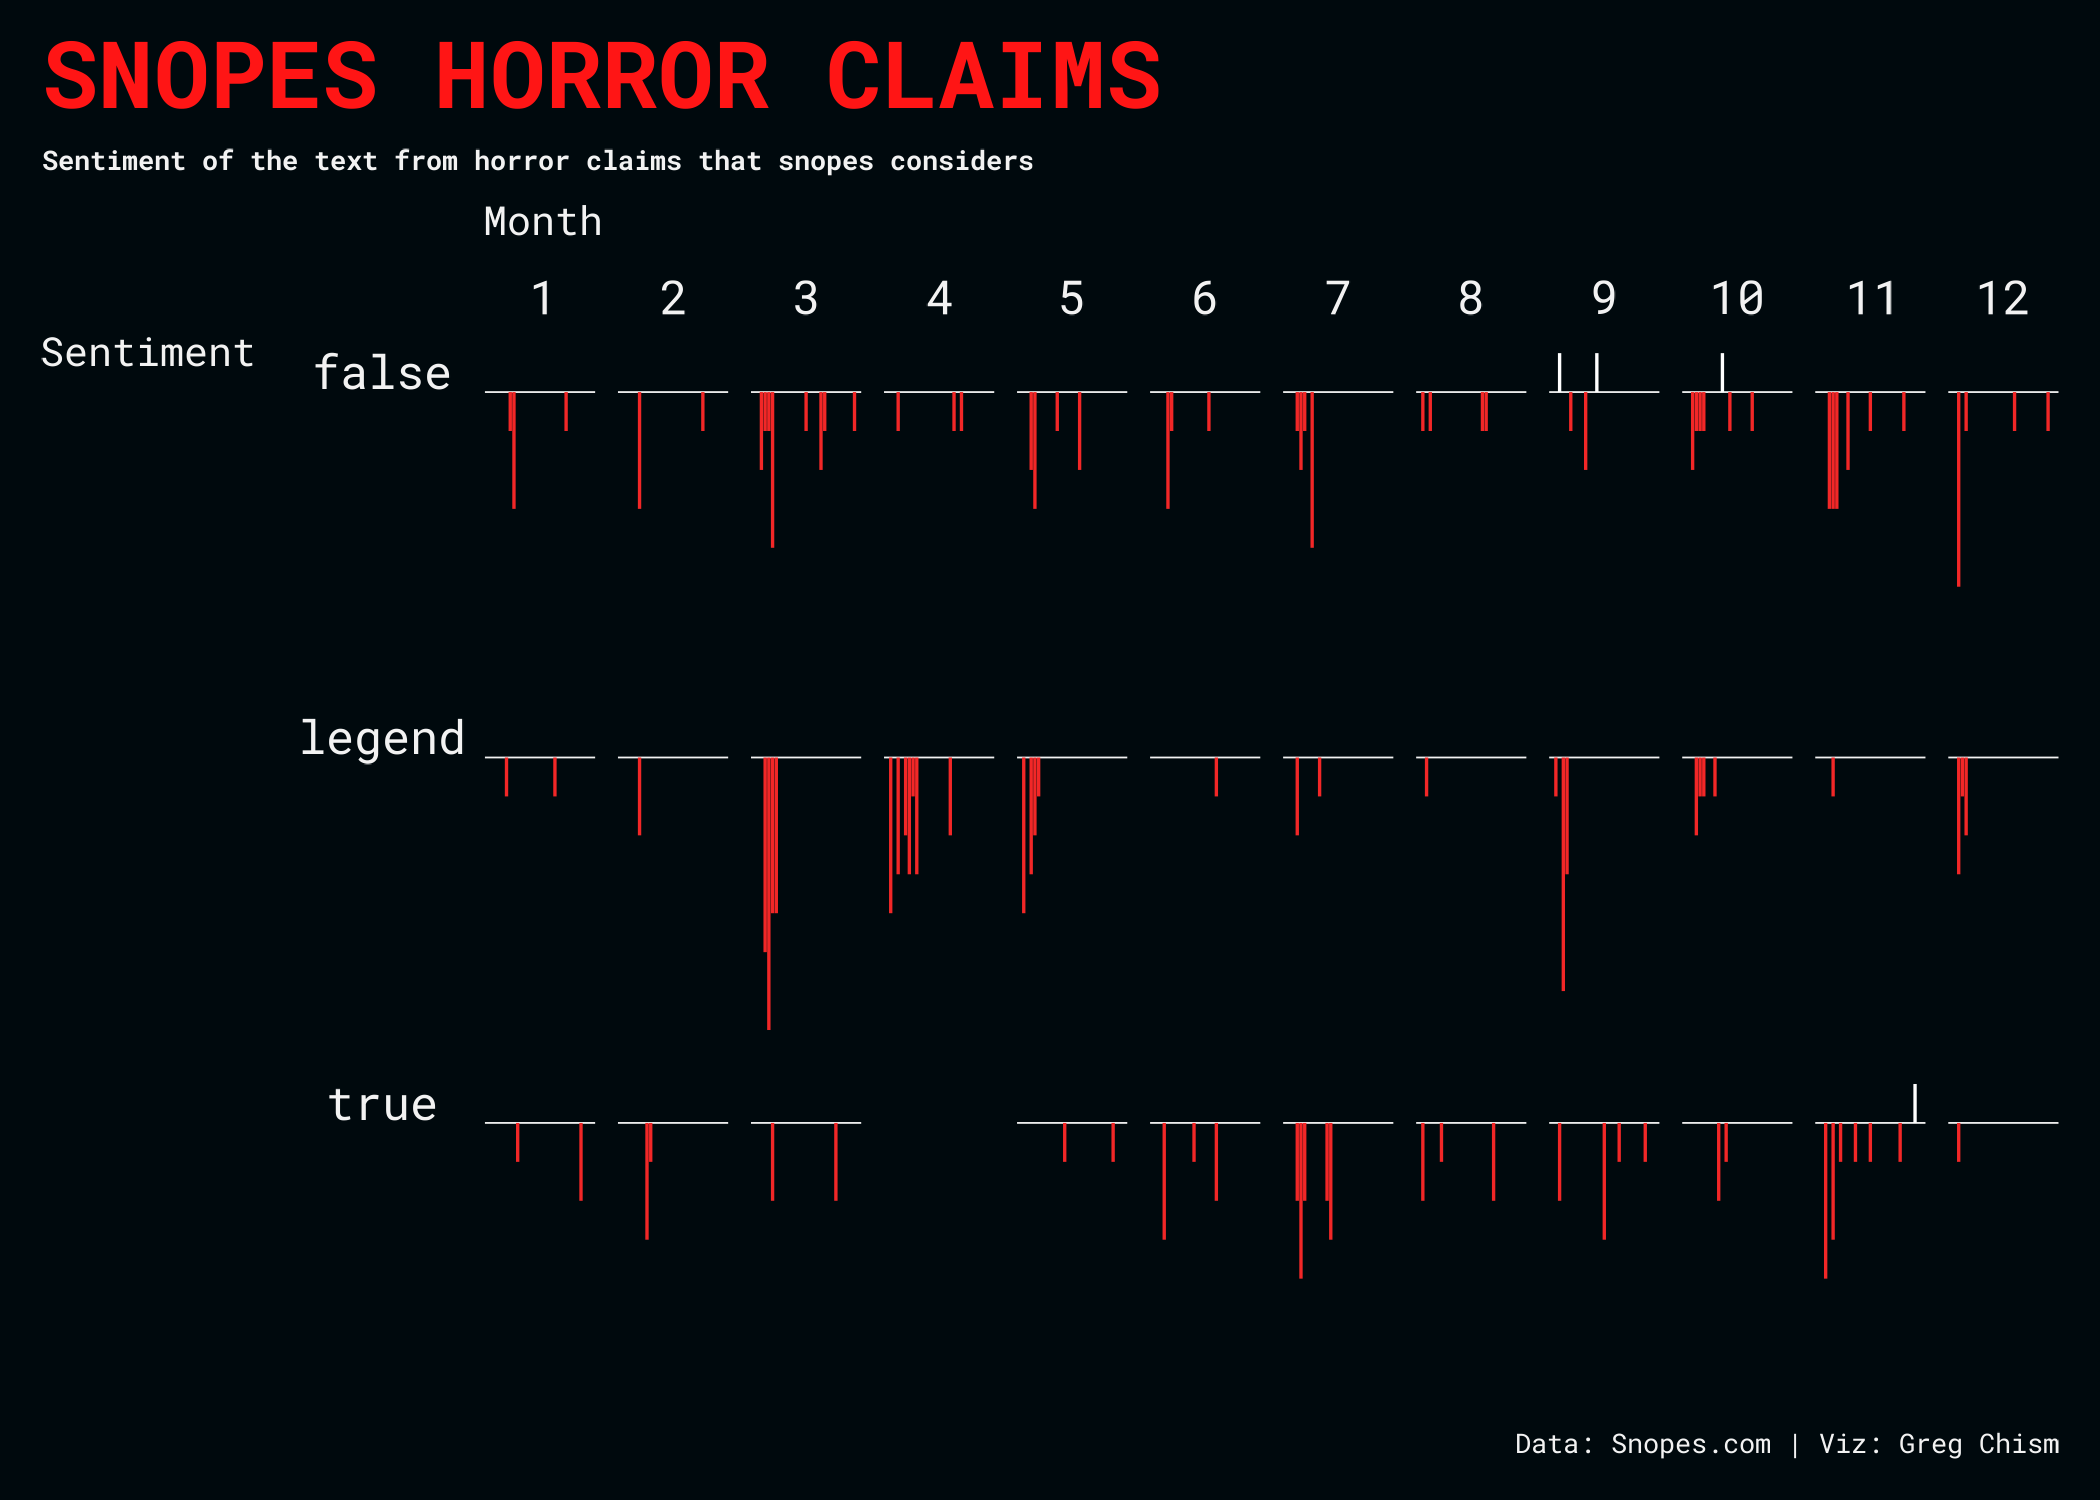 SNOPES HORROR CLAIMS
Sentiment of the text from horror claims that snopes considers
Month
1 2 3 4 5 6 7 8 9 10 11 12
Sentiment
false
legend
true
Data: Snopes.com | Viz: Greg Chism